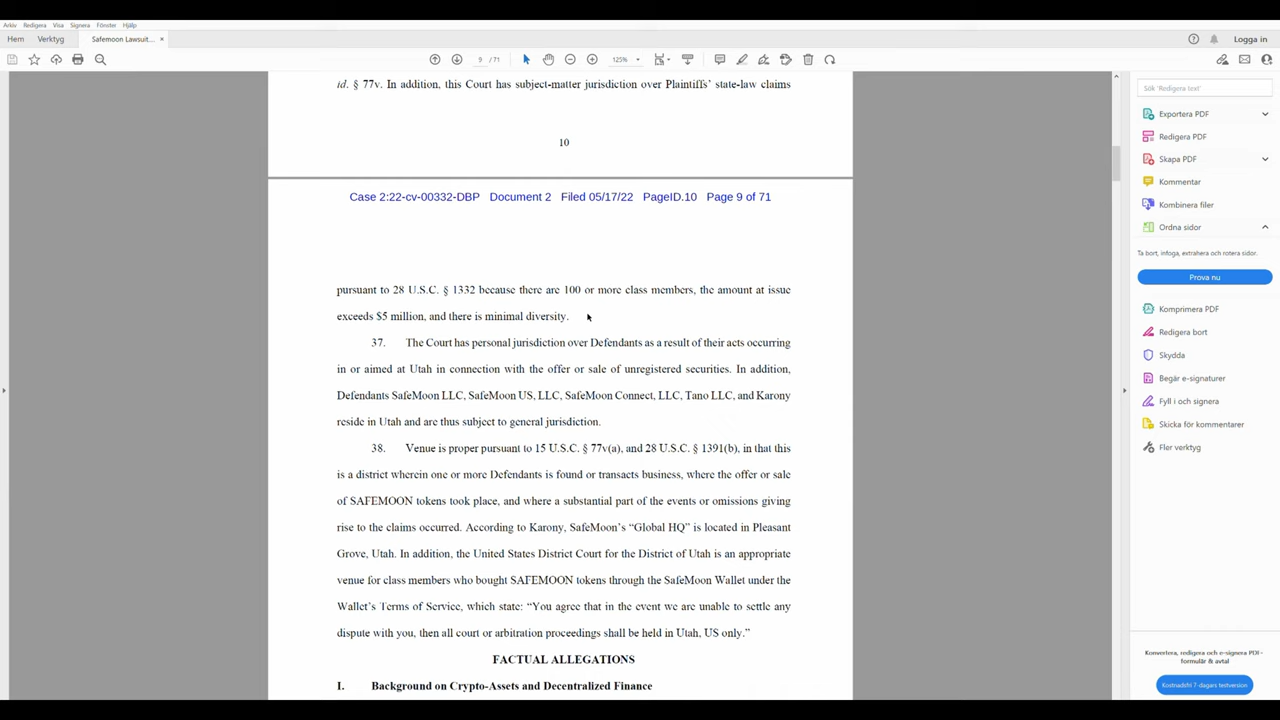 Arkiv Redigera Visa Signera Fönster Hjälp
Hem Verktyg Safemoon Lawsuit... × Logga in
9 / 71 125%
id. § 77v. In addition, this Court has subject-matter jurisdiction over Plaintiffs' state-law claims
10
Case 2:22-cv-00332-DBP Document 2 Filed 05/17/22 PageID.10 Page 9 of 71
pursuant to 28 U.S.C. § 1332 because there are 100 or more class members, the amount at issue
exceeds $5 million, and there is minimal diversity.
37. The Court has personal jurisdiction over Defendants as a result of their acts occurring
in or aimed at Utah in connection with the offer or sale of unregistered securities. In addition,
Defendants SafeMoon LLC, SafeMoon US, LLC, SafeMoon Connect, LLC, Tano LLC, and Karony
reside in Utah and are thus subject to general jurisdiction.
38. Venue is proper pursuant to 15 U.S.C. § 77v(a), and 28 U.S.C. § 1391(b), in that this
is a district wherein one or more Defendants is found or transacts business, where the offer or sale
of SAFEMOON tokens took place, and where a substantial part of the events or omissions giving
rise to the claims occurred. According to Karony, SafeMoon's “Global HQ” is located in Pleasant
Grove, Utah. In addition, the United States District Court for the District of Utah is an appropriate
venue for class members who bought SAFEMOON tokens through the SafeMoon Wallet under the
Wallet's Terms of Service, which state: “You agree that in the event we are unable to settle any
dispute with you, then all court or arbitration proceedings shall be held in Utah, US only.”
FACTUAL ALLEGATIONS
I. Background on Crypto-Assets and Decentralized Finance
Sök 'Redigera text'
Exportera PDF
Redigera PDF
Skapa PDF
Kommentar
Kombinera filer
Ordna sidor
Ta bort, infoga, extrahera och rotera sidor.
Prova nu
Komprimera PDF
Redigera bort
Skydda
Begär e-signaturer
Fyll i och signera
Skicka för kommentarer
Fler verktyg
Konvertera, redigera och e-signera PDF-
formulär & avtal
Kostnadsfri 7-dagars testversion